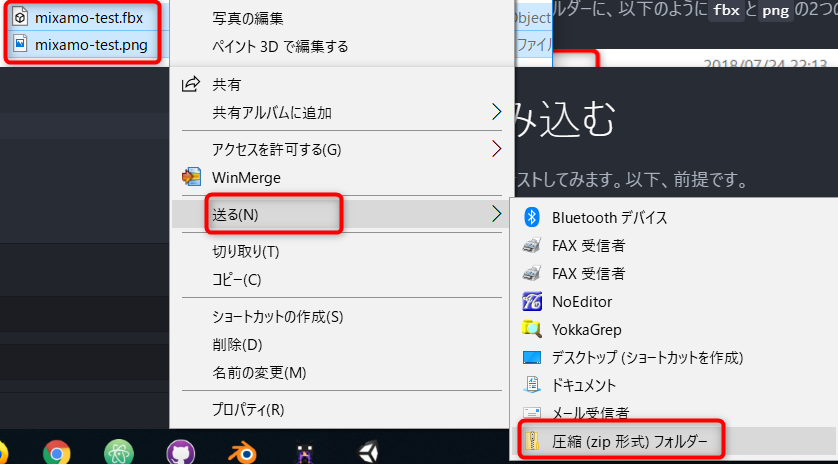 mixamo-test.fbx
mixamo-test.png
Object
ファイル
ルダーに、以下のように fbx と png の2つの
2018/07/24 22:13
み込む
ストしてみます。以下、前提です。
写真の編集
ペイント 3D で編集する
共有
共有アルバムに追加
アクセスを許可する(G)
WinMerge
送る(N)
切り取り(T)
コピー(C)
ショートカットの作成(S)
削除(D)
名前の変更(M)
プロパティ(R)
Bluetooth デバイス
FAX 受信者
FAX 受信者
NoEditor
YokkaGrep
デスクトップ (ショートカットを作成)
ドキュメント
メール受信者
圧縮 (zip 形式) フォルダー